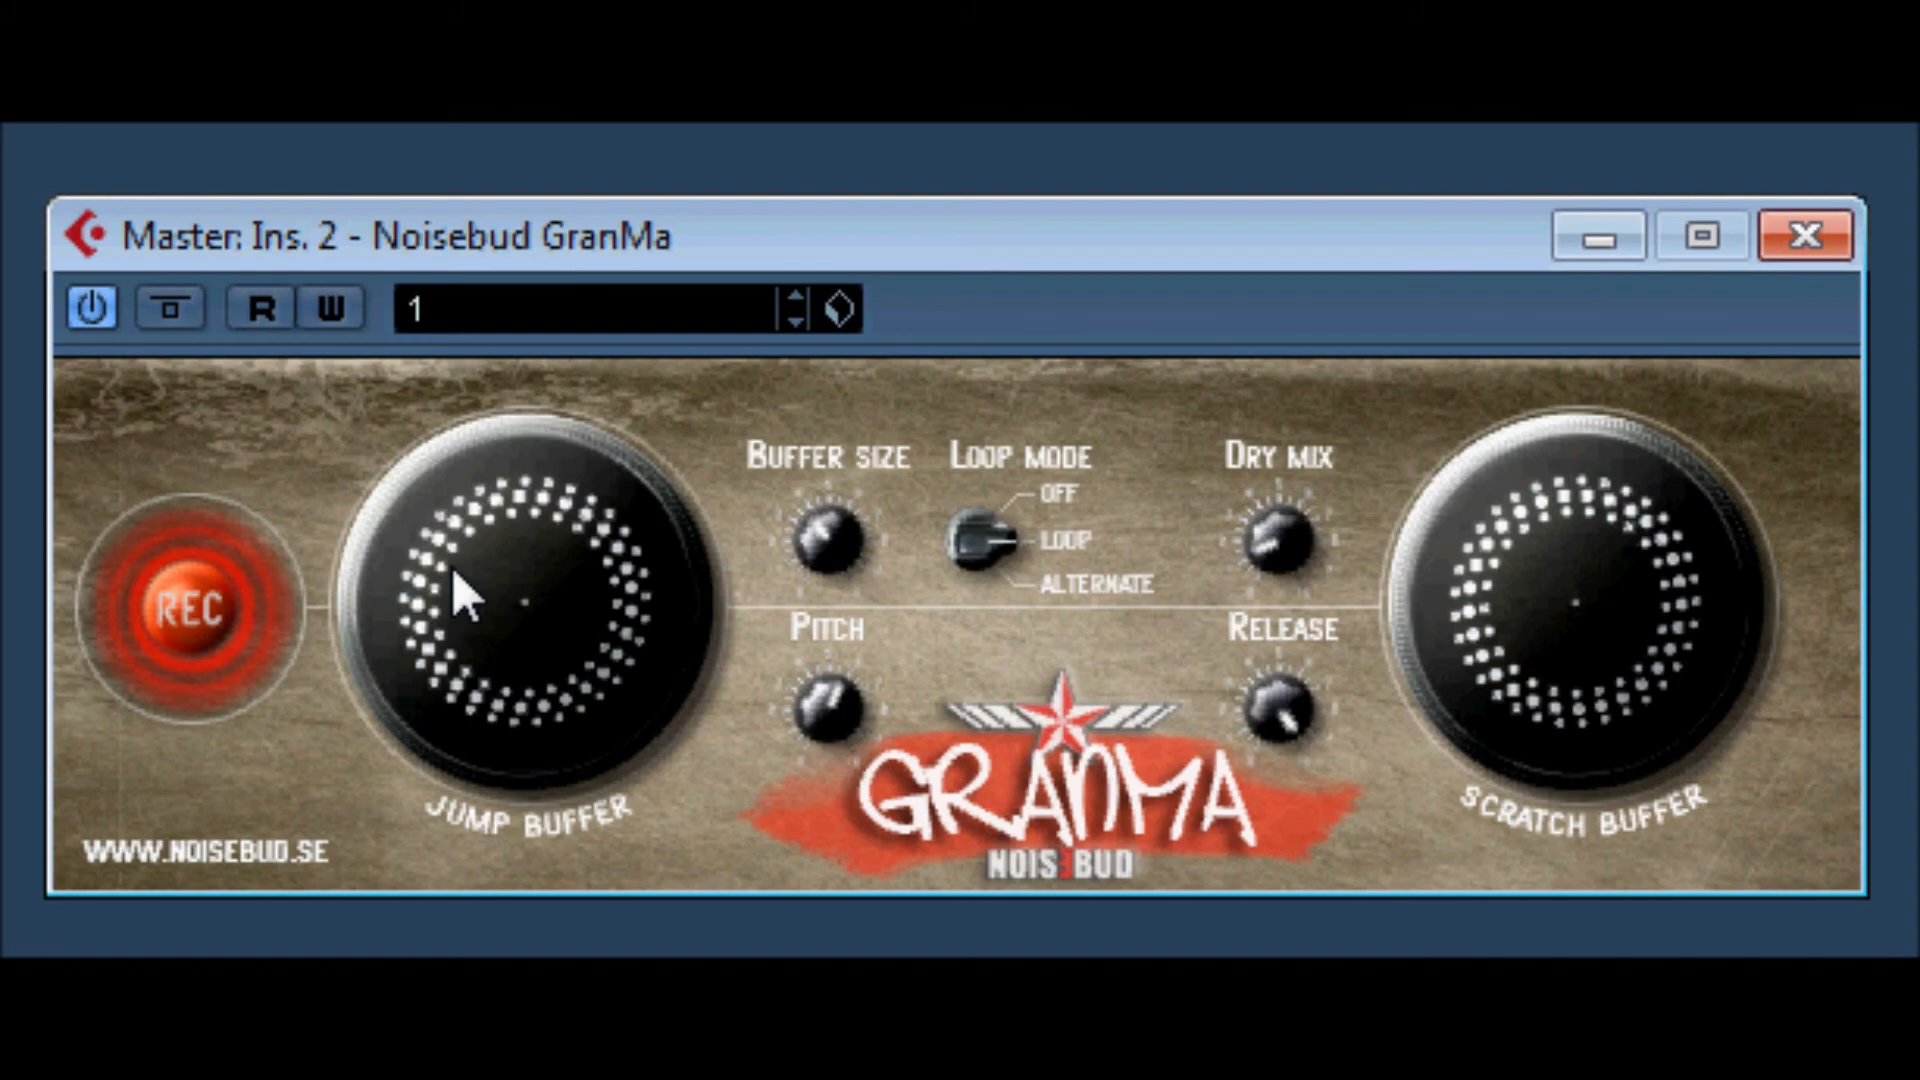 Master: Ins. 2 - Noisebud GranMa
R W 1
BUFFER SIZE LOOP MODE DRY MIX
OFF
LOOP
ALTERNATE
REC
PITCH RELEASE
GRANMA
NOISEBUD
JUMP BUFFER
SCRATCH BUFFER
WWW.NOISEBUD.SE